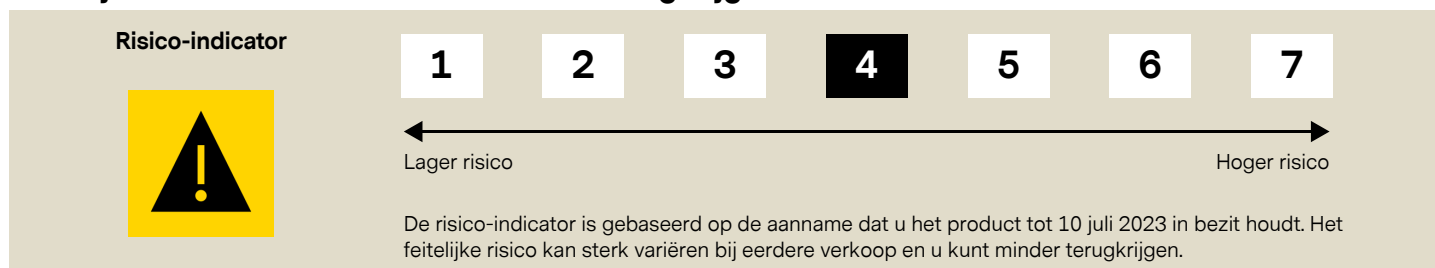 Risico-indicator
1 2 3 4 5 6 7
Lager risico Hoger risico
De risico-indicator is gebaseerd op de aanname dat u het product tot 10 juli 2023 in bezit houdt. Het
feitelijke risico kan sterk variëren bij eerdere verkoop en u kunt minder terugkrijgen.